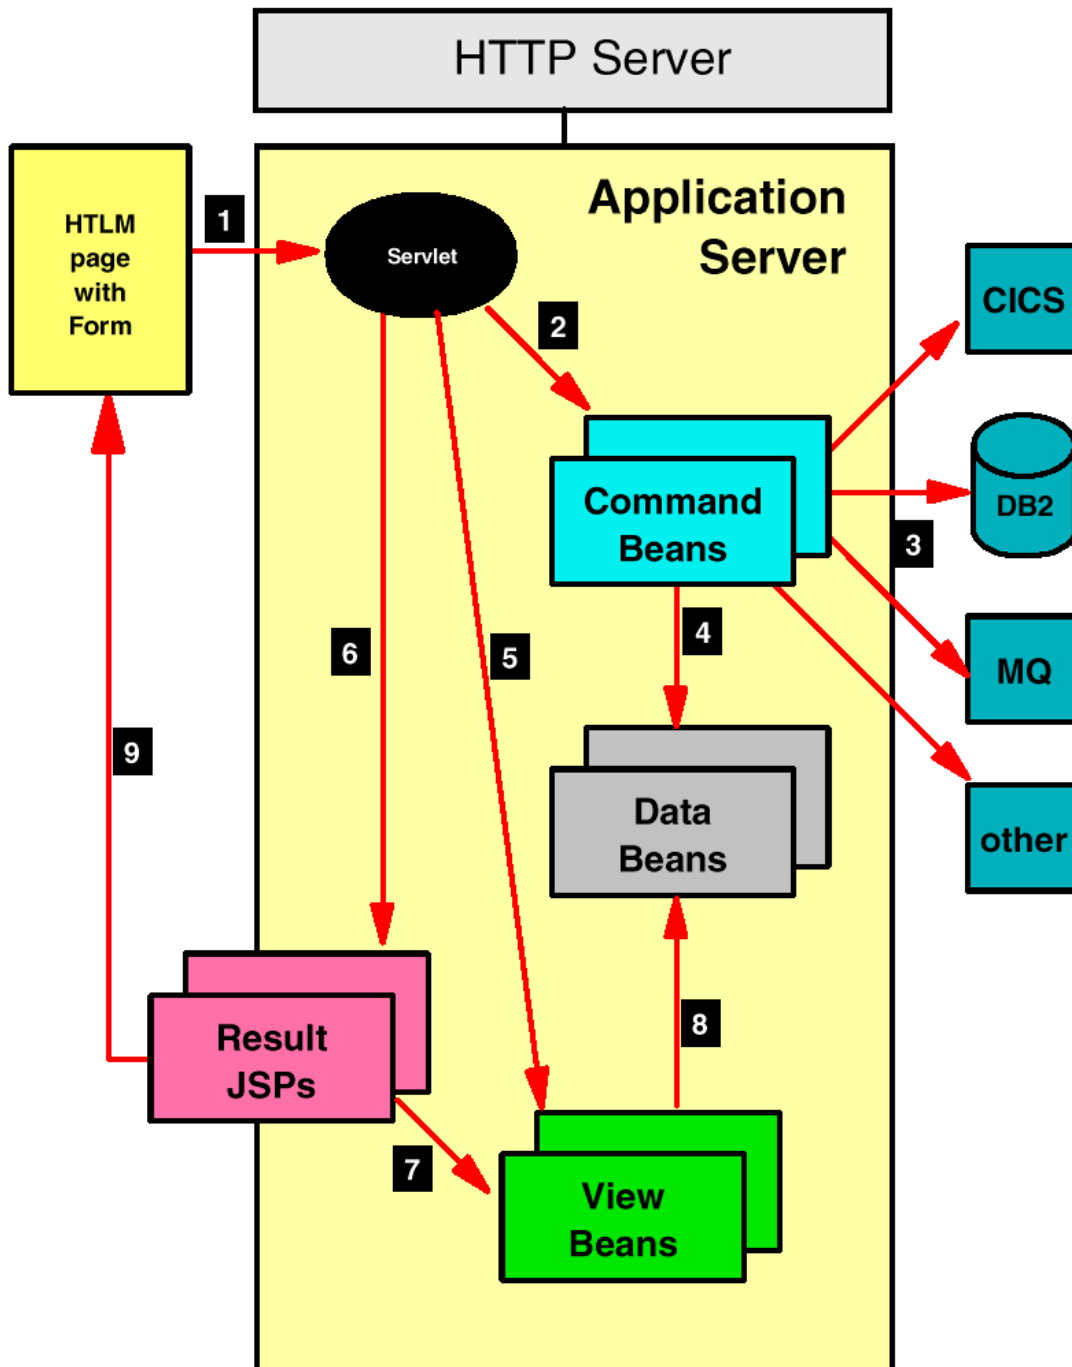 HTTP Server
Application
Server
HTLM
page
with
Form
1
Servlet
2
CICS
Command
Beans
DB2
3
4
MQ
6
5
9
Data
Beans
other
Result
JSPs
8
7
View
Beans